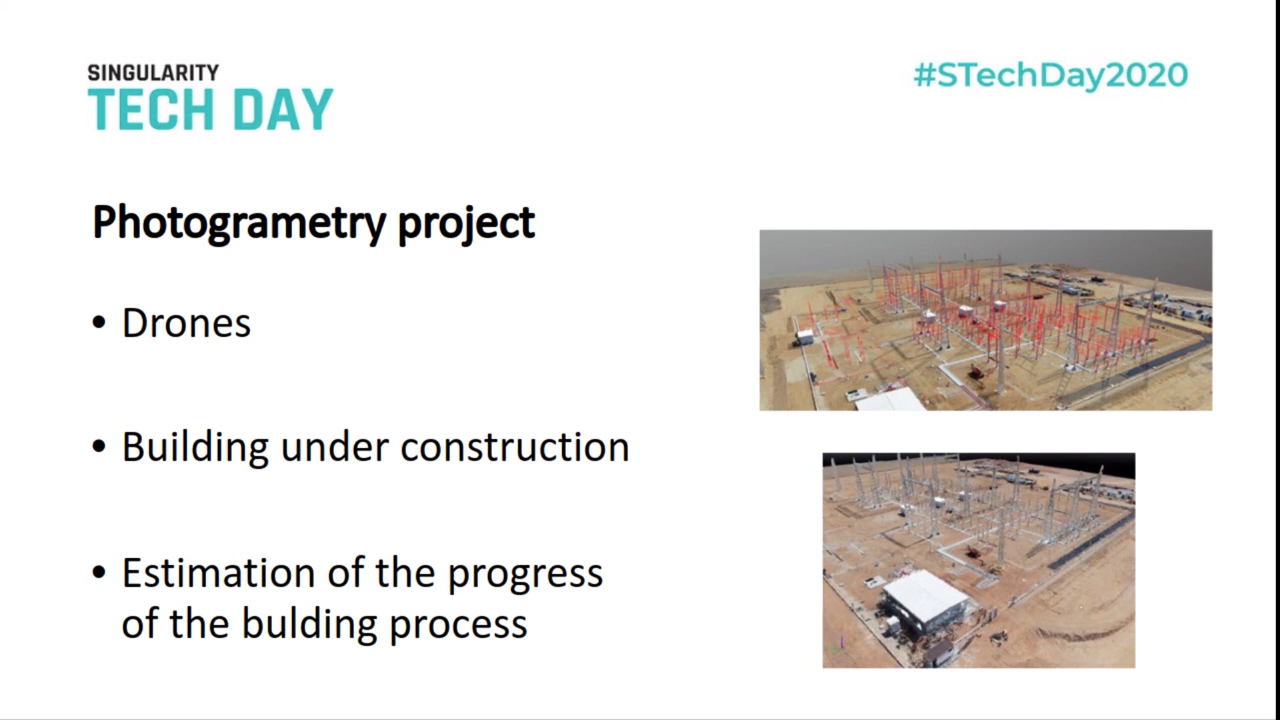 SINGULARITY
TECH DAY
#STechDay2020
Photogrametry project
• Drones
• Building under construction
• Estimation of the progress
of the bulding process